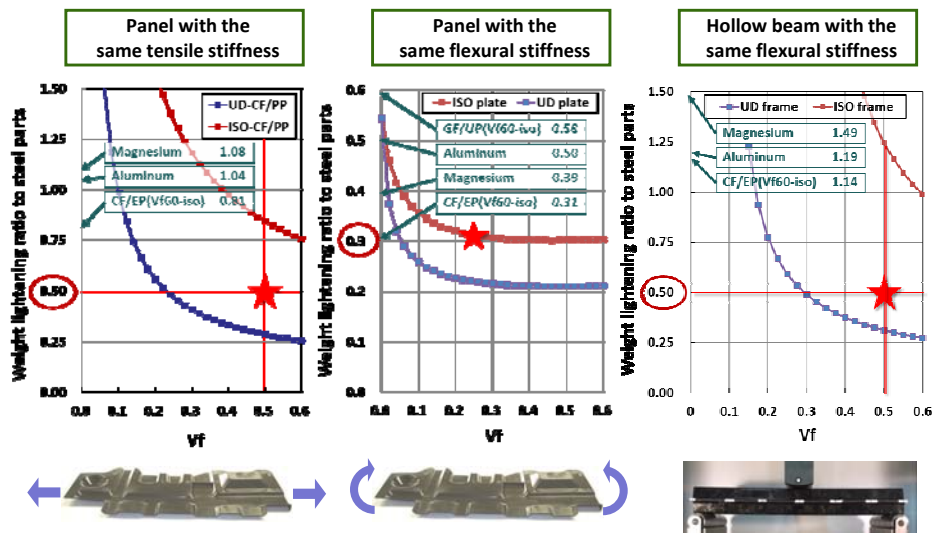 Panel with the
same tensile stiffness
Panel with the
same flexural stiffness
Hollow beam with the
same flexural stiffness
Weight lightening ratio to steel parts
1.50
1.25
1.00
0.75
0.50
0.25
0.00
0.0 0.1 0.2 0.3 0.4 0.5 0.6
Vf
UD-CF/PP
ISO-CF/PP
Magnesium 1.08
Aluminum 1.04
CF/EP(Vf60-iso) 0.81
Weight lightening ratio to steel parts
0.6
0.5
0.4
0.3
0.2
0.1
0.0
0.0 0.1 0.2 0.3 0.4 0.5 0.6
Vf
ISO plate UD plate
GF/UP(Vf60-iso) 0.56
Aluminum 0.50
Magnesium 0.39
CF/EP(Vf60-iso) 0.31
Weight lightening ratio to steel parts
1.50
1.25
1.00
0.75
0.50
0.25
0.00
0 0.1 0.2 0.3 0.4 0.5 0.6
Vf
UD frame ISO frame
Magnesium 1.49
Aluminum 1.19
CF/EP(Vf60-iso) 1.14